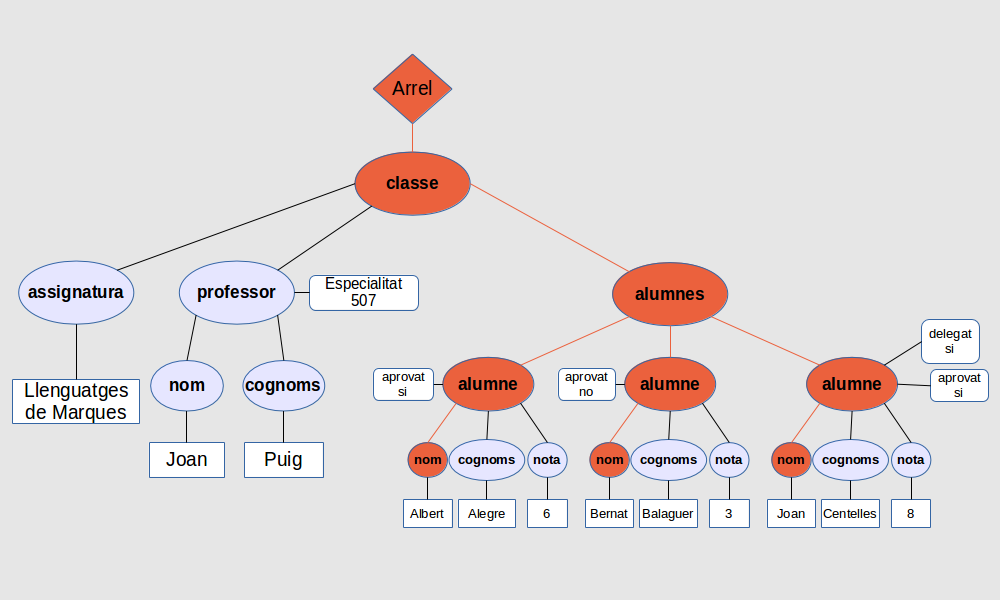 Arrel
classe
assignatura
professor
Especialitat
507
alumnes
delegat
si
nom
cognoms
aprovat
si
alumne
aprovat
no
alumne
alumne
aprovat
si
Llenguatges
de Marques
Joan
Puig
nom
cognoms
nota
nom
cognoms
nota
nom
cognoms
nota
Albert
Alegre
6
Bernat
Balaguer
3
Joan
Centelles
8